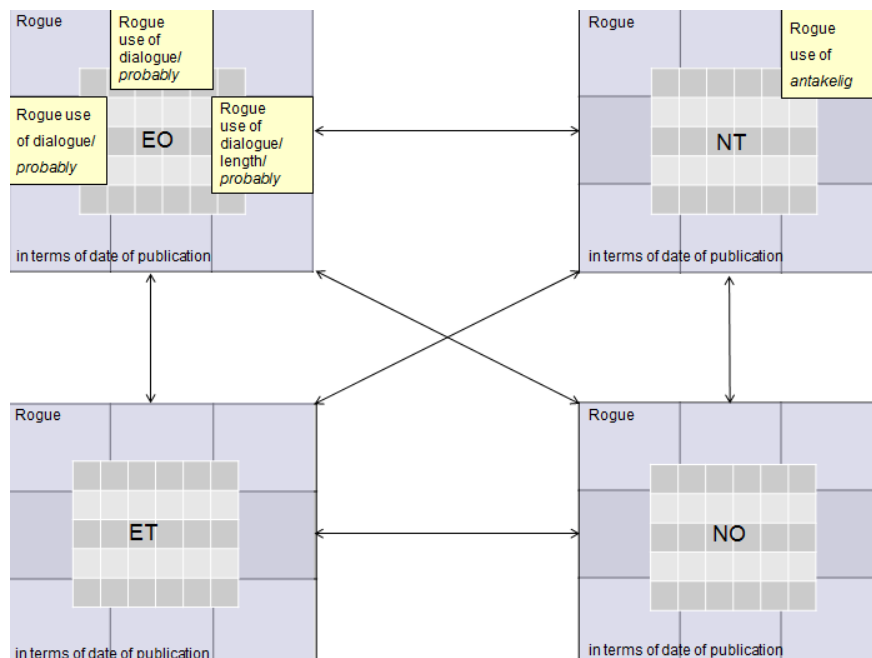 Rogue
Rogue
use of
dialogue/
probably
Rogue use
of dialogue/
probably
Rogue
use of
dialogue/
length/
probably
EO
in terms of date of publication
Rogue
Rogue
use of
antakelig
NT
in terms of date of publication
Rogue
ET
in terms of date of publication
Rogue
NO
in terms of date of publication